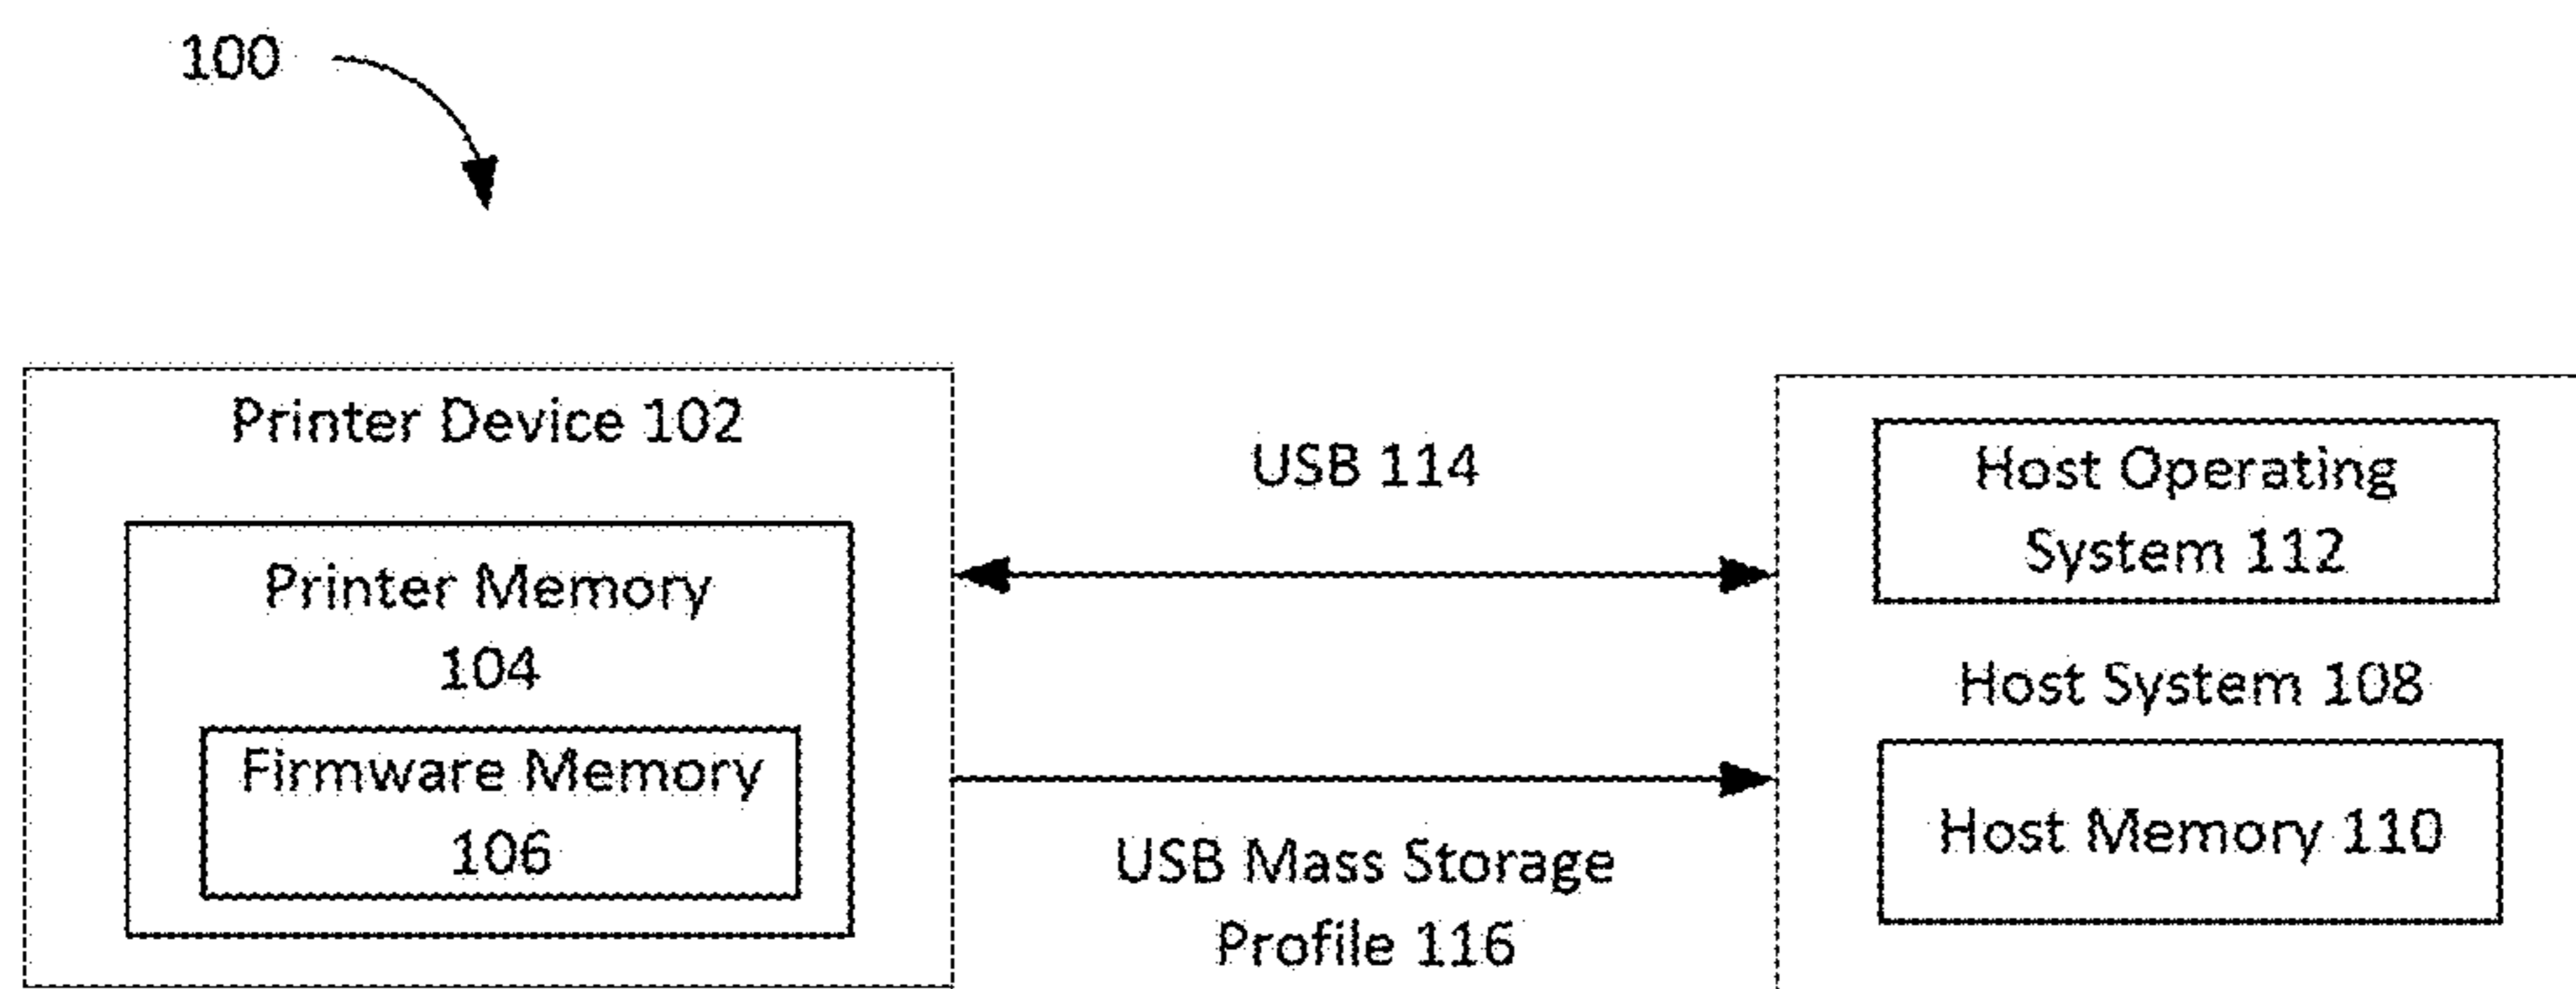 100
Printer Device 102
Printer Memory
104
Firmware Memory
106
USB 114
USB Mass Storage
Profile 116
Host Operating
System 112
Host System 108
Host Memory 110